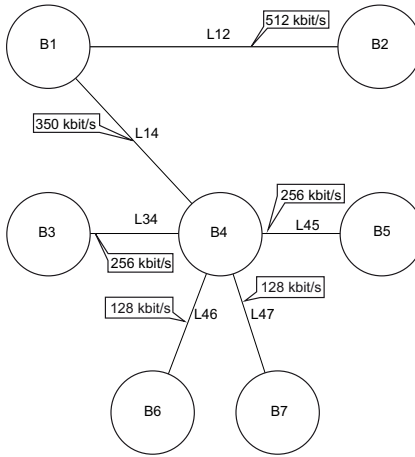 512 kbit/s
L12
B1
B2
350 kbit/s
L14
256 kbit/s
L34
L45
B3
B4
B5
256 kbit/s
128 kbit/s
128 kbit/s
L46
L47
B6
B7